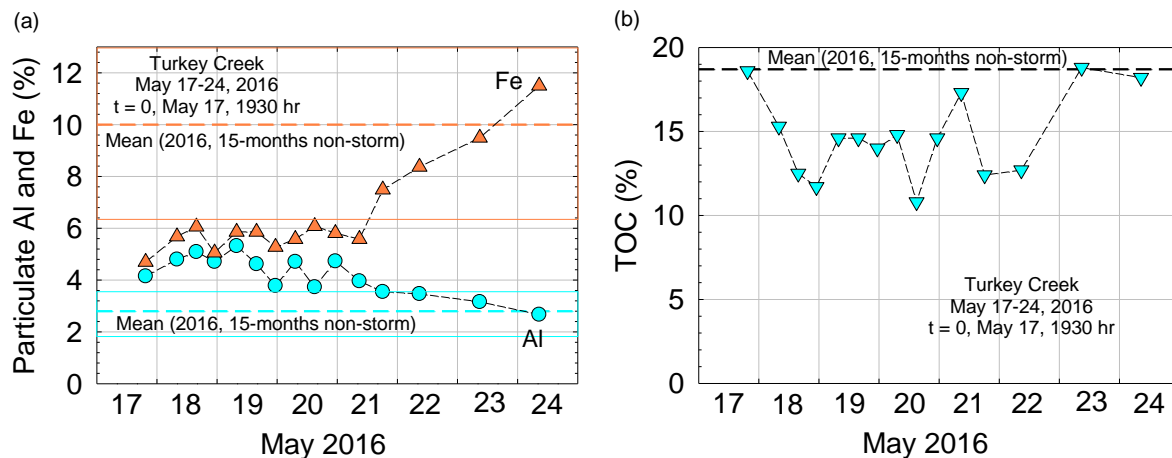 (a)
Particulate Al and Fe (%)
12
10
8
6
4
2
0
Turkey Creek
May 17-24, 2016
t = 0, May 17, 1930 hr
Fe
Mean (2016, 15-months non-storm)
Mean (2016, 15-months non-storm)
Al
17 18 19 20 21 22 23 24
May 2016
(b)
TOC (%)
20
15
10
5
0
Mean (2016, 15-months non-storm)
Turkey Creek
May 17-24, 2016
t = 0, May 17, 1930 hr
17 18 19 20 21 22 23 24
May 2016